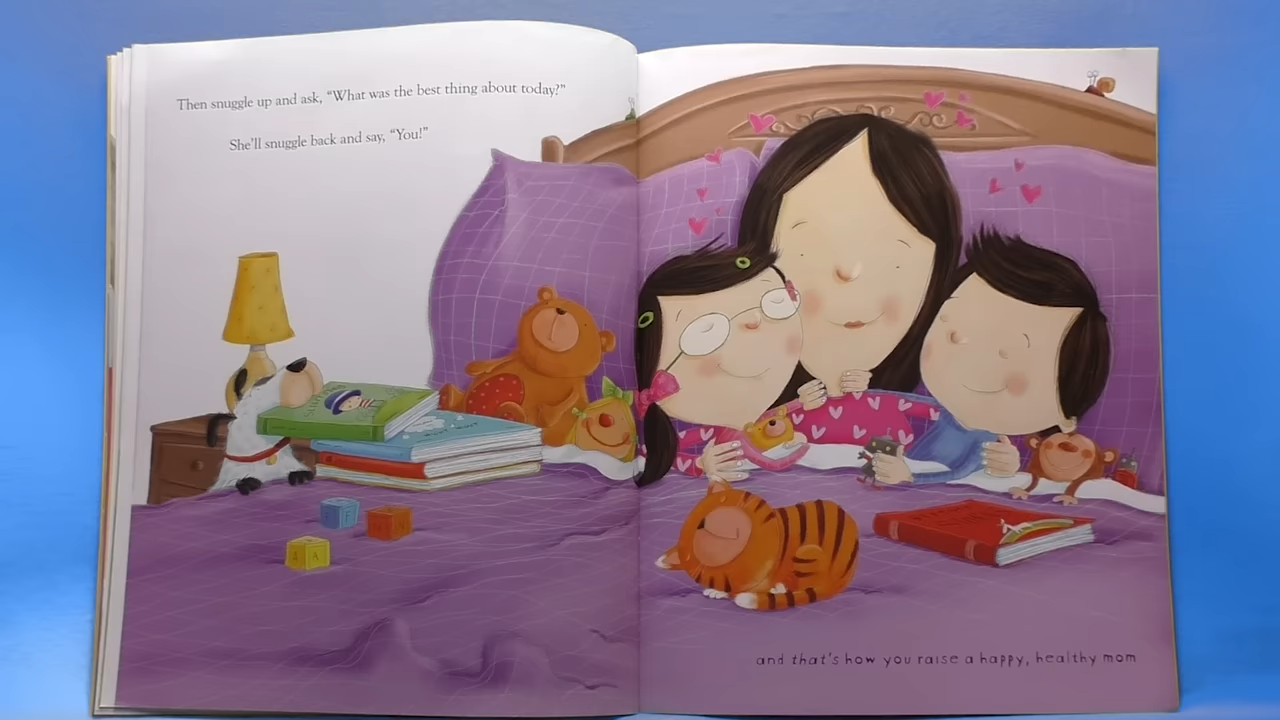 Then snuggle up and ask, “What was the best thing about today?”
She’ll snuggle back and say, “You!”
and that's how you raise a happy, healthy mom